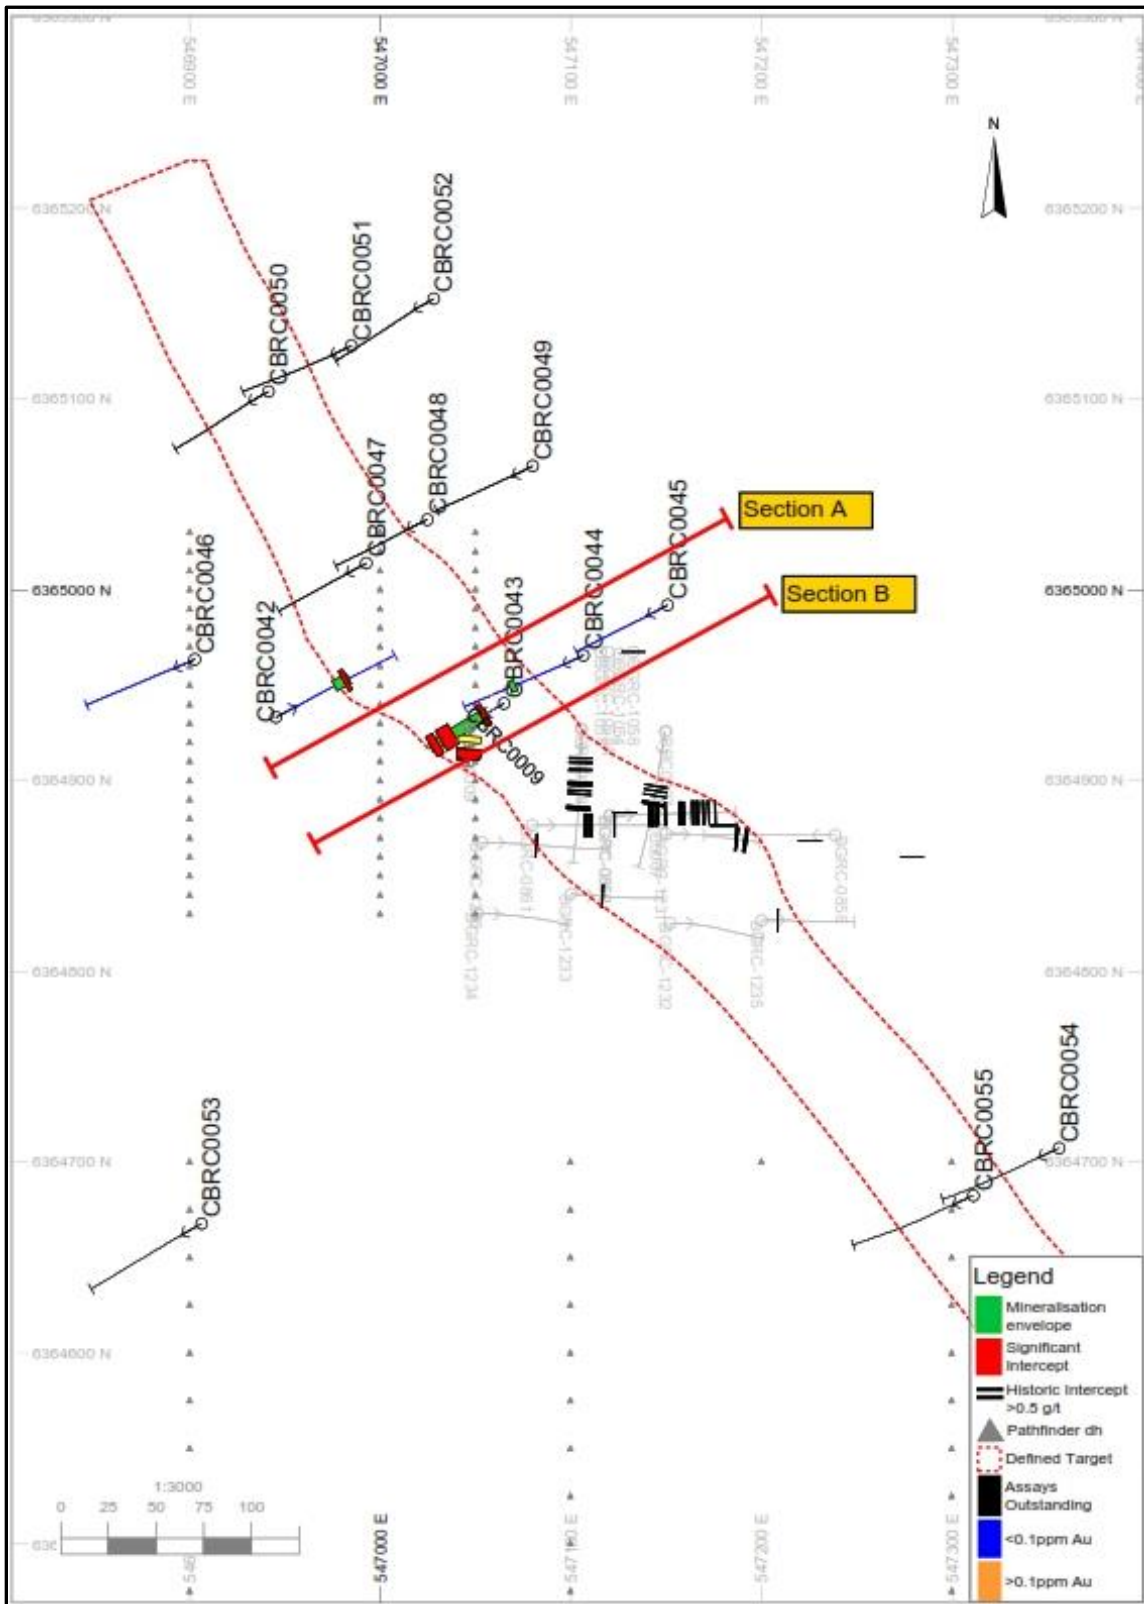 546900 E
547000 E
547100 E
547200 E
547300 E
N
6365200 N
6365200 N
CBRC0052
CBRC0051
CBRC0050
6365100 N
6365100 N
CBRC0049
CBRC0048
CBRC0047
Section A
CBRC0046
CBRC0045
CBRC0044
6365000 N
6365000 N
Section B
CBRC0043
CBRC0042
CBRC0009
6364900 N
6364900 N
6364800 N
6364800 N
CBRC0054
CBRC0055
CBRC0053
6364700 N
6364700 N
6364600 N
Legend
Mineralisation
envelope
Significant
Intercept
Historic Intercept
>0.5 g/t
Pathfinder dh
Defined Target
Assays
Outstanding
<0.1ppm Au
>0.1ppm Au
1:3000
0 25 50 75 100
547000 E
547100 E
547200 E
547300 E